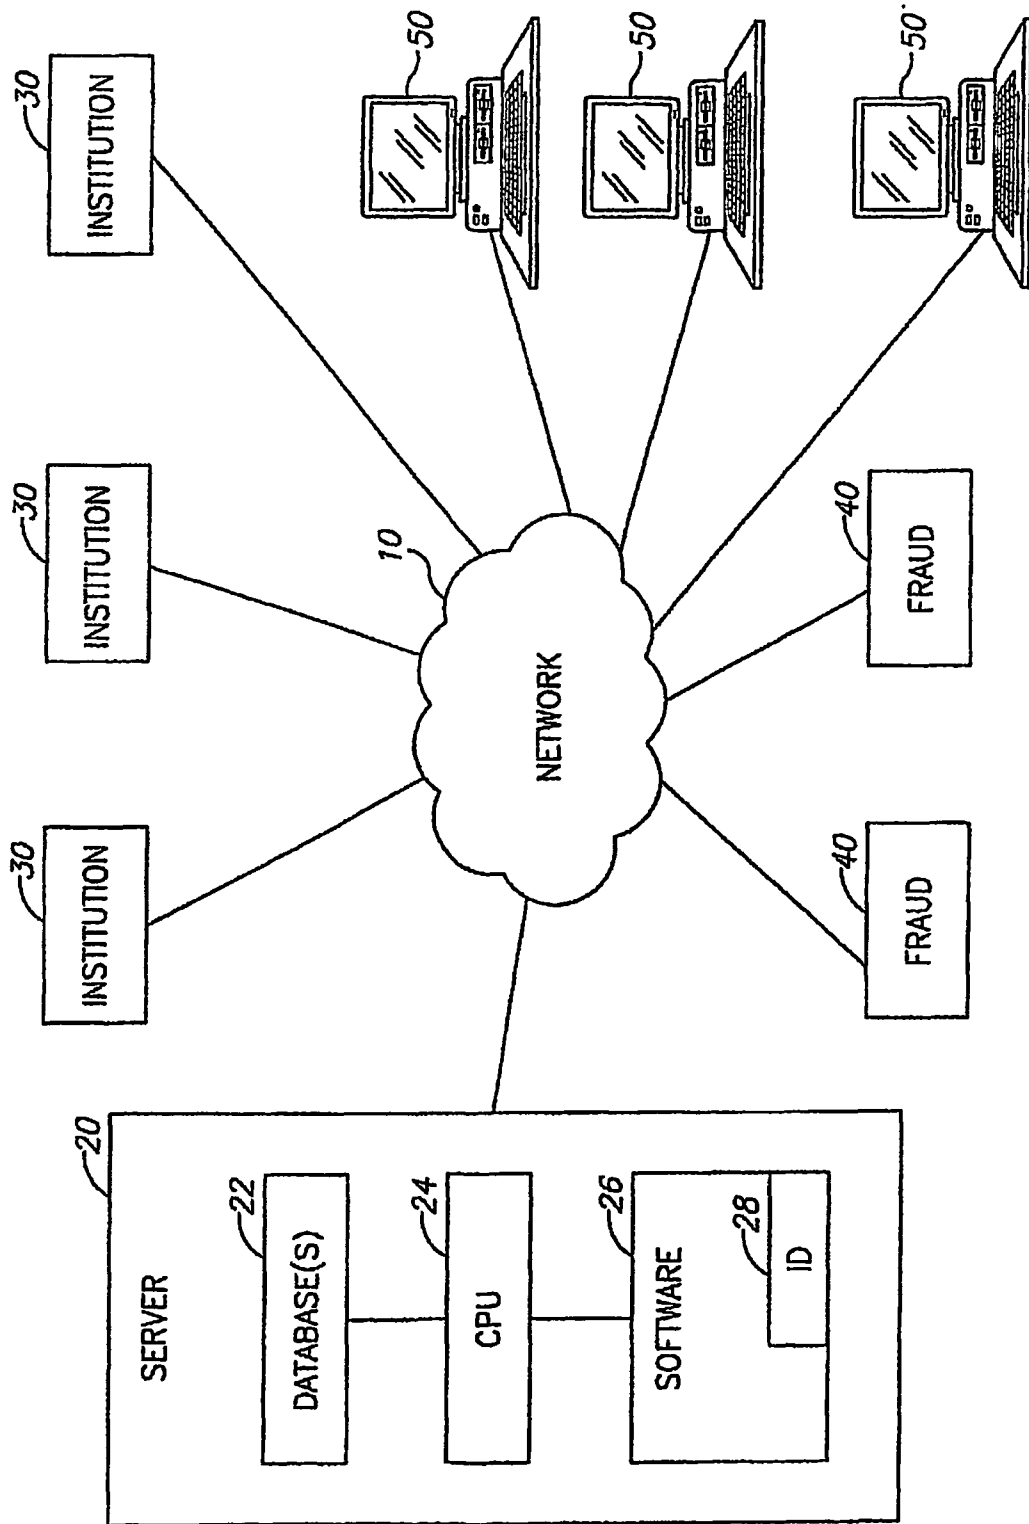 20
SERVER
22
DATABASE(S)
24
CPU
26
SOFTWARE
28
ID
30
INSTITUTION
30
INSTITUTION
30
INSTITUTION
10
NETWORK
40
FRAUD
40
FRAUD
50
50
50